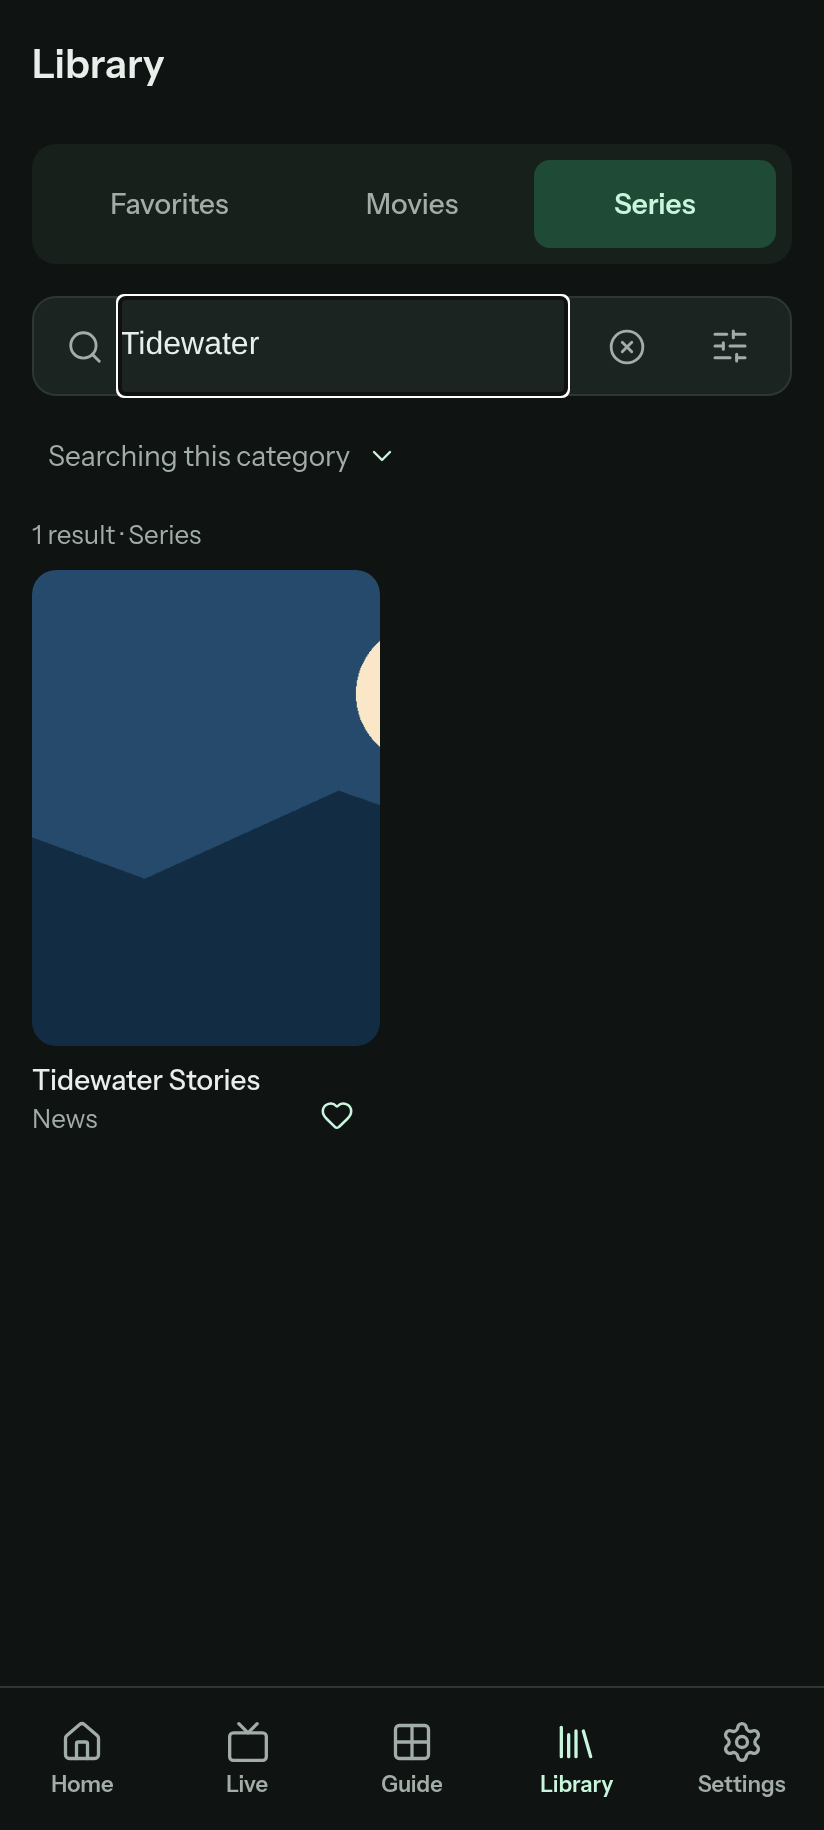 Library
Favorites
Movies
Series
Tidewater
Searching this category
1 result · Series
Tidewater Stories
News
Home
Live
Guide
Library
Settings